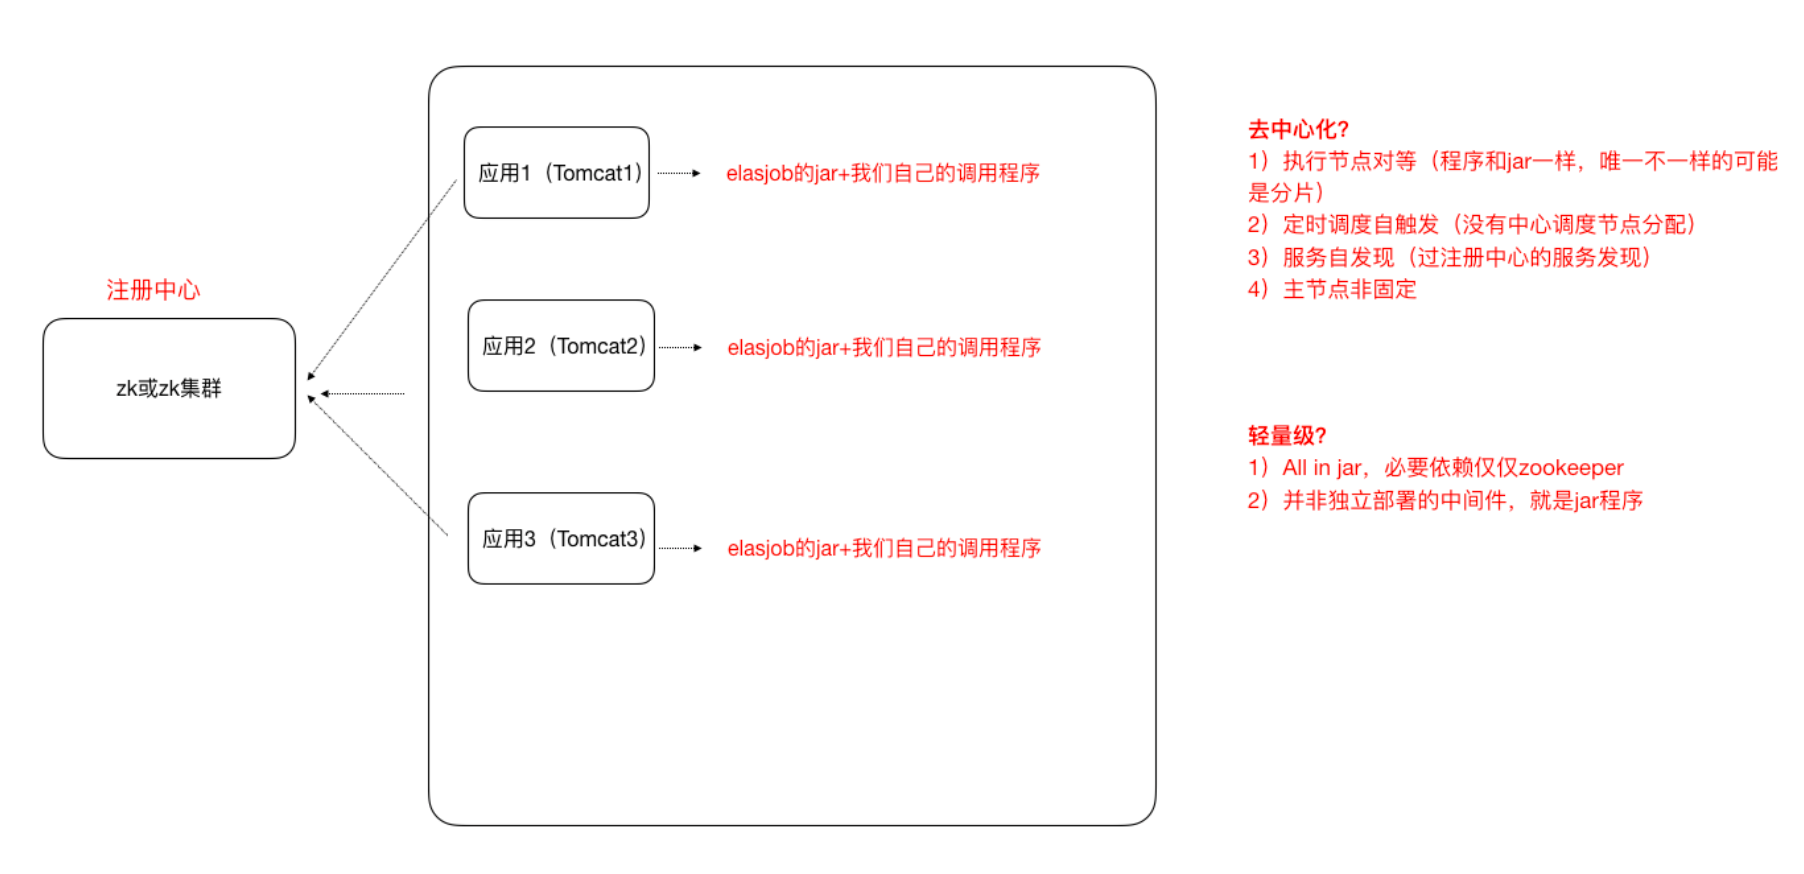 注册中心
zk或zk集群
应用1（Tomcat1）
elasjob的jar+我们自己的调用程序
应用2（Tomcat2）
elasjob的jar+我们自己的调用程序
应用3（Tomcat3）
elasjob的jar+我们自己的调用程序
去中心化?
1）执行节点对等（程序和jar一样，唯一不一样的可能
是分片）
2）定时调度自触发（没有中心调度节点分配）
3）服务自发现（过注册中心的服务发现）
4）主节点非固定
轻量级?
1）All in jar，必要依赖仅仅zookeeper
2）并非独立部署的中间件，就是jar程序